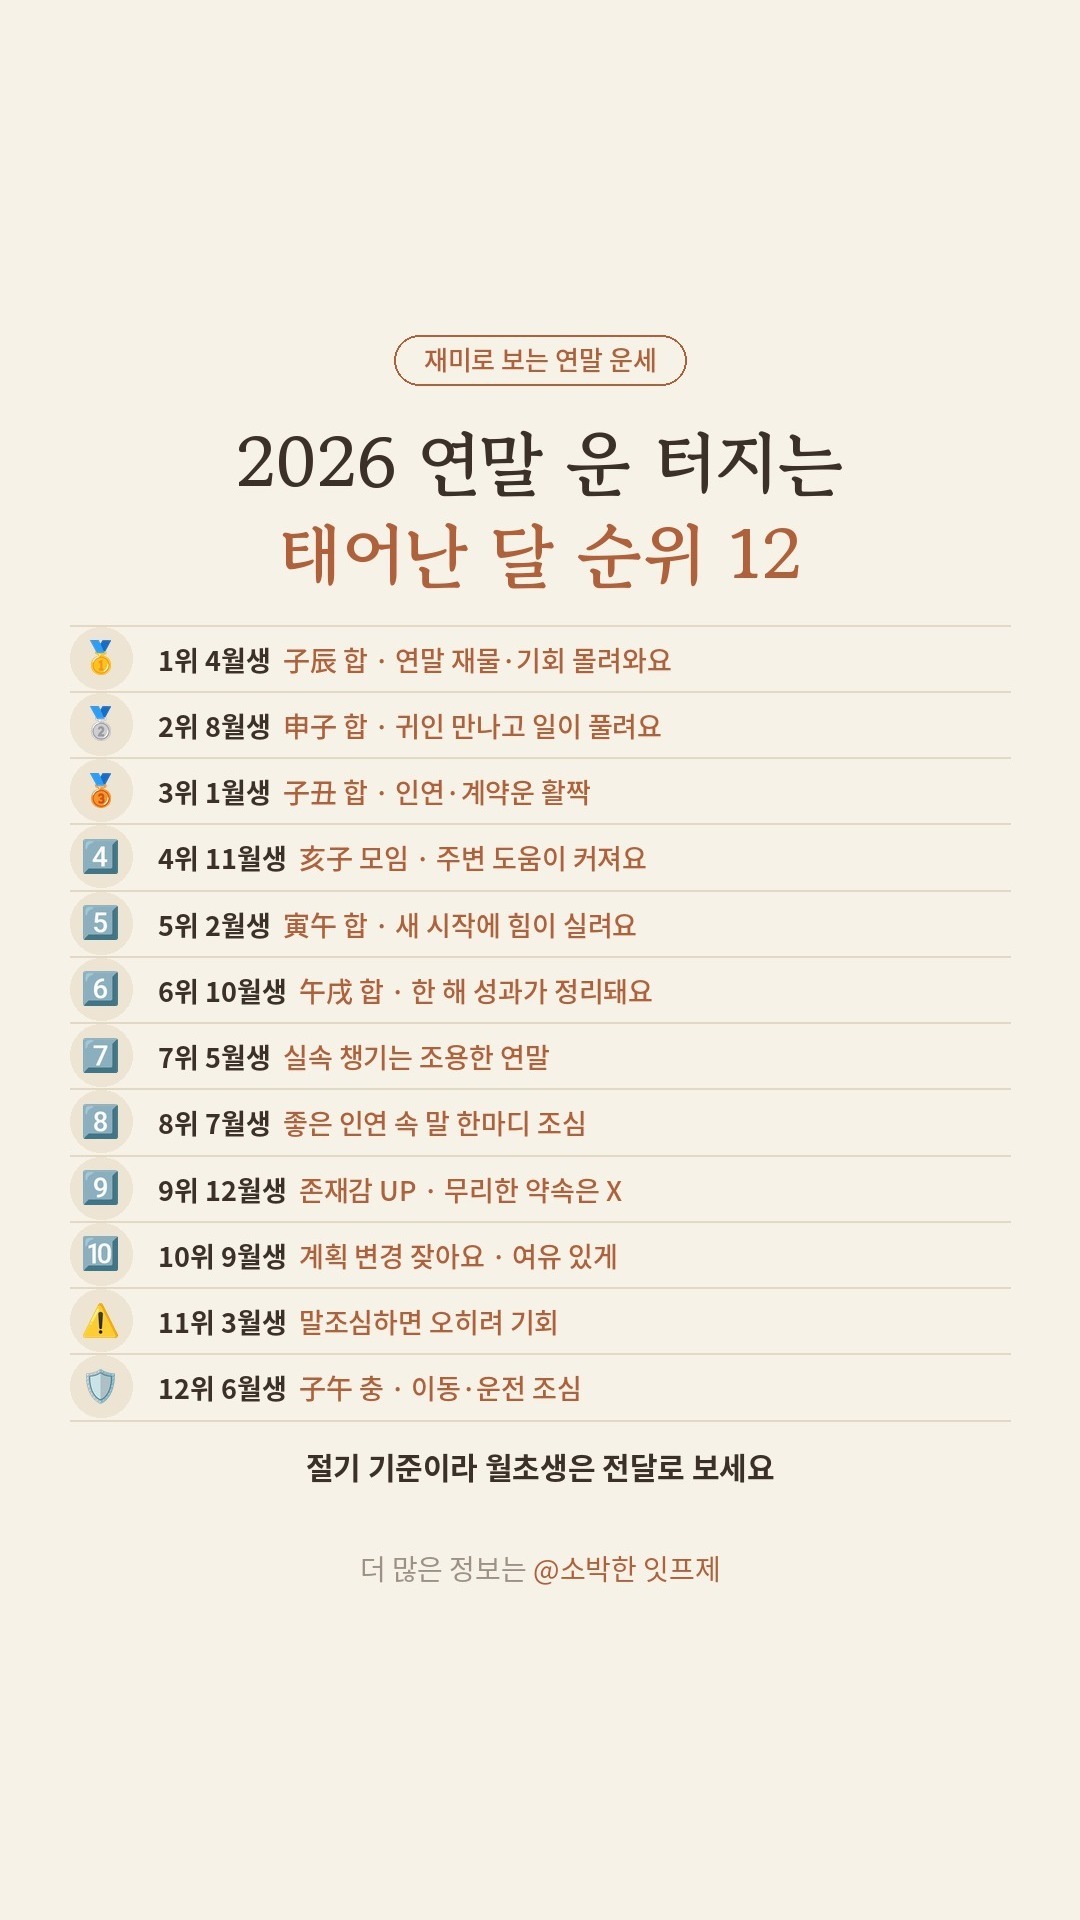 재미로 보는 연말 운세
2026 연말 운 터지는
태어난 달 순위 12
🥇 1위 4월생 子辰 합 · 연말 재물·기회 몰려와요
🥈 2위 8월생 申子 합 · 귀인 만나고 일이 풀려요
🥉 3위 1월생 子丑 합 · 인연·계약운 활짝
4️⃣ 4위 11월생 亥子 모임 · 주변 도움이 커져요
5️⃣ 5위 2월생 寅午 합 · 새 시작에 힘이 실려요
6️⃣ 6위 10월생 午戌 합 · 한 해 성과가 정리돼요
7️⃣ 7위 5월생 실속 챙기는 조용한 연말
8️⃣ 8위 7월생 좋은 인연 속 말 한마디 조심
9️⃣ 9위 12월생 존재감 UP · 무리한 약속은 X
🔟 10위 9월생 계획 변경 잦아요 · 여유 있게
⚠️ 11위 3월생 말조심하면 오히려 기회
🛡️ 12위 6월생 子午 충 · 이동·운전 조심
절기 기준이라 월초생은 전달로 보세요
더 많은 정보는 @소박한 잇프제